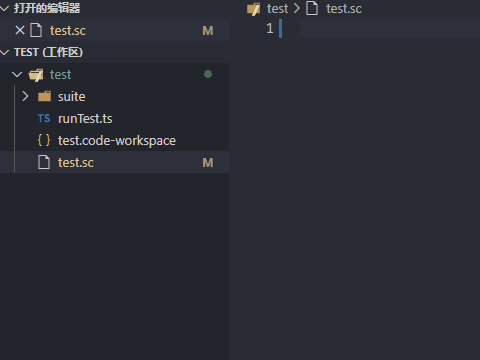 打开的编辑器
test.sc M
TEST (工作区)
test
suite
TS runTest.ts
{} test.code-workspace
test.sc M
test > test.sc
1